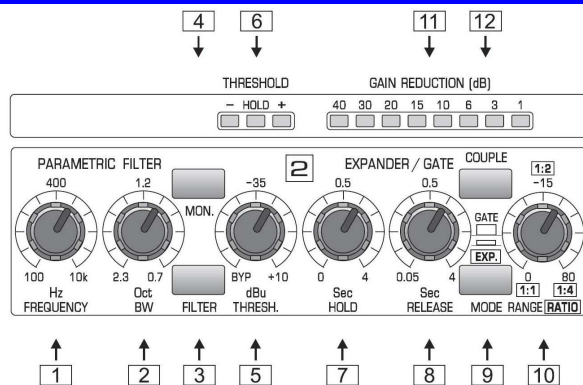 4 6 11 12
THRESHOLD GAIN REDUCTION (dB)
− HOLD + 40 30 20 15 10 6 3 1
PARAMETRIC FILTER 2 EXPANDER / GATE COUPLE
1:2
400 1.2 -35 0.5 0.5 -15
MON. GATE
EXP.
100 10k 2.3 0.7 BYP +10 0 4 0.05 4 0 80
1:1 1:4
Hz Oct dBu Sec Sec
FREQUENCY BW FILTER THRESH. HOLD RELEASE MODE RANGE RATIO
1 2 3 5 7 8 9 10